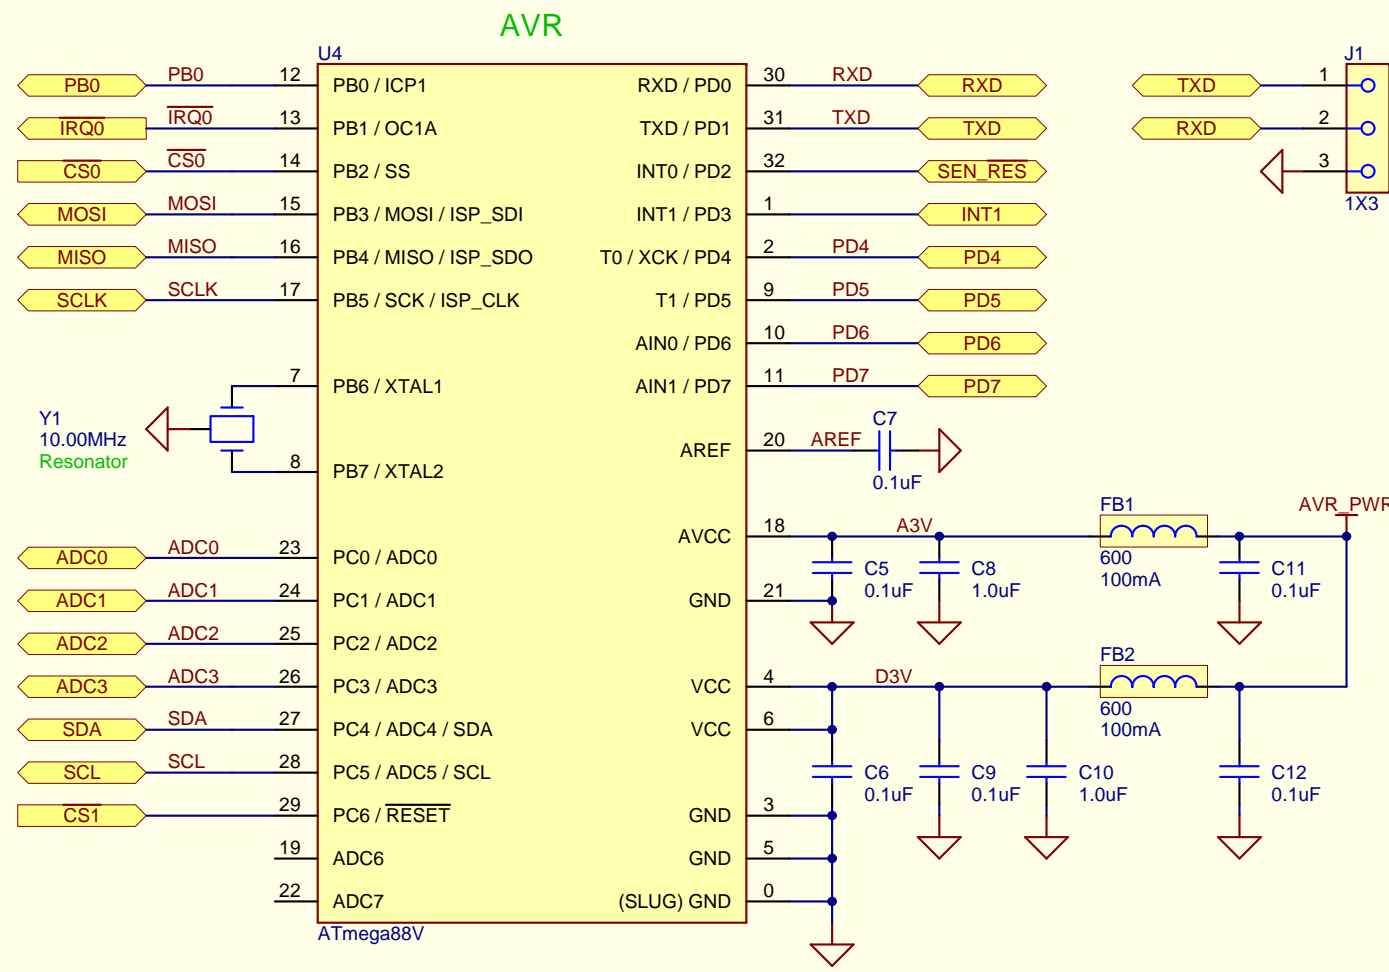 AVR
U4
J1
PB0 PB0 12 PB0 / ICP1 RXD / PD0 30 RXD RXD TXD 1
IRQ0 IRQ0 13 PB1 / OC1A TXD / PD1 31 TXD TXD RXD 2
CS0 CS0 14 PB2 / SS INT0 / PD2 32 SEN_RES 3
MOSI MOSI 15 PB3 / MOSI / ISP_SDI INT1 / PD3 1 INT1 1X3
MISO MISO 16 PB4 / MISO / ISP_SDO T0 / XCK / PD4 2 PD4 PD4
SCLK SCLK 17 PB5 / SCK / ISP_CLK T1 / PD5 9 PD5 PD5
AIN0 / PD6 10 PD6 PD6
7 PB6 / XTAL1 AIN1 / PD7 11 PD7 PD7
Y1
10.00MHz
Resonator
8 PB7 / XTAL2
AREF 20 AREF C7
0.1uF
AVCC 18 A3V FB1 AVR_PWR
600
100mA
C5
0.1uF
C8
1.0uF
C11
0.1uF
ADC0 ADC0 23 PC0 / ADC0
ADC1 ADC1 24 PC1 / ADC1 GND 21
ADC2 ADC2 25 PC2 / ADC2
ADC3 ADC3 26 PC3 / ADC3 VCC 4 D3V FB2
600
100mA
SDA SDA 27 PC4 / ADC4 / SDA VCC 6
SCL SCL 28 PC5 / ADC5 / SCL
C6
0.1uF
C9
0.1uF
C10
1.0uF
C12
0.1uF
CS1 29 PC6 / RESET GND 3
19 ADC6 GND 5
22 ADC7 (SLUG) GND 0
ATmega88V